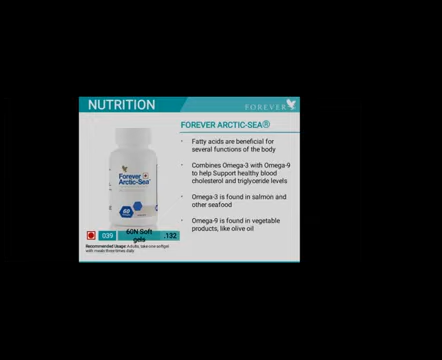 NUTRITION
FOREVER
FOREVER ARCTIC-SEA®
• Fatty acids are beneficial for
several functions of the body
• Combines Omega-3 with Omega-9
to help Support healthy blood
cholesterol and triglyceride levels
• Omega-3 is found in salmon and
other seafood
• Omega-9 is found in vegetable
products, like olive oil
Forever
Arctic-Sea
60
039
60N Soft
gels
.132
Recommended Usage: Adults, take one softgel
with meals three times daily.